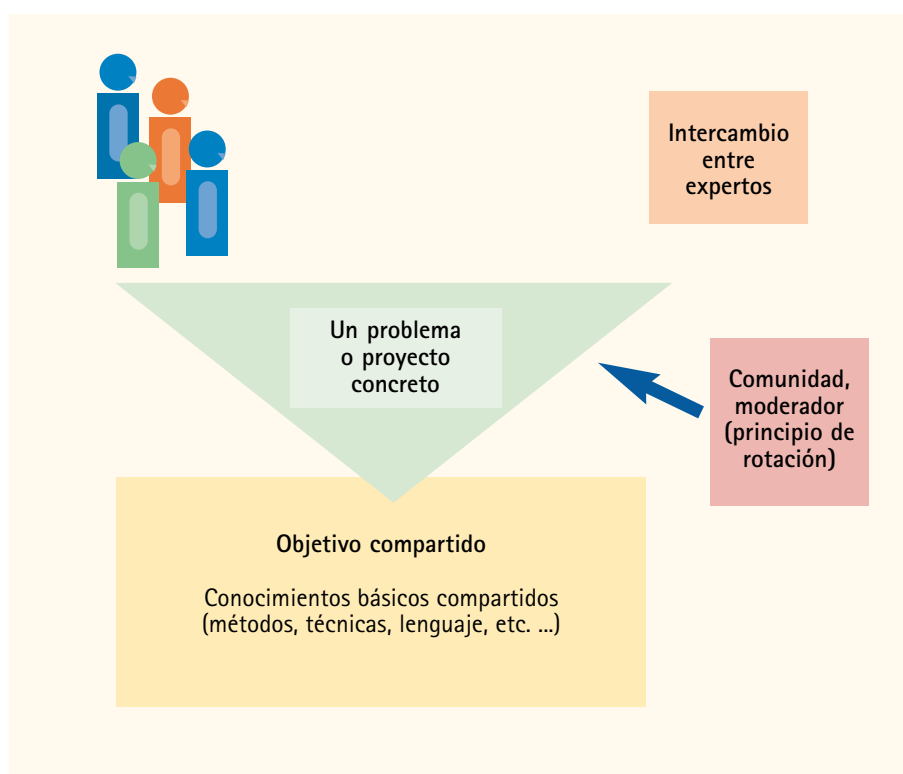 Intercambio
entre
expertos
Un problema
o proyecto
concreto
Comunidad,
moderador
(principio de
rotación)
Objetivo compartido
Conocimientos básicos compartidos
(métodos, técnicas, lenguaje, etc. ...)